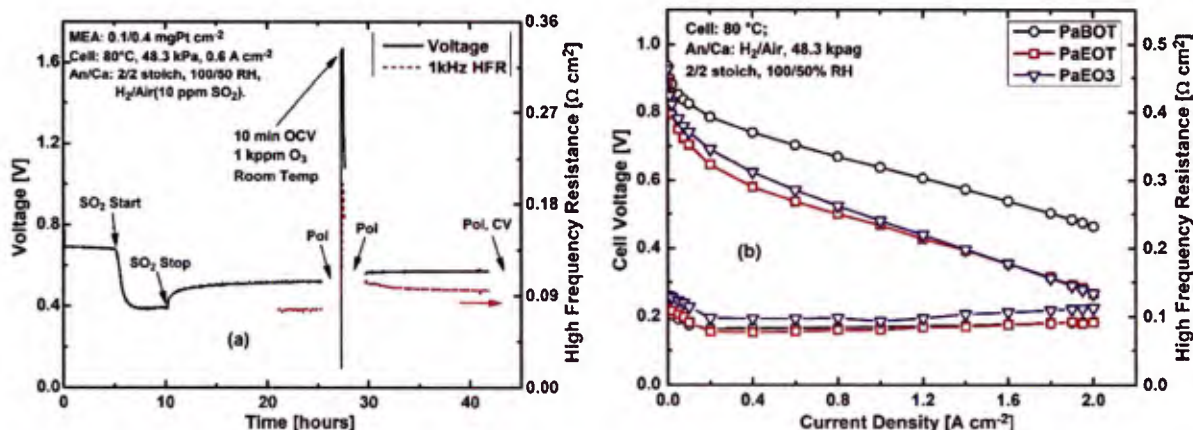 MEA: 0.1/0.4 mgPt cm⁻²
Cell: 80°C, 48.3 kPa, 0.6 A cm⁻²
An/Ca: 2/2 stoich, 100/50 RH,
H₂/Air(10 ppm SO₂).
Voltage
1kHz HFR
10 min OCV
1 kppm O₃
Room Temp
SO₂ Start
SO₂ Stop
Pol
Pol
Pol, CV
(a)
Voltage [V]
1.6
1.2
0.8
0.4
0.0
0
10
20
30
40
50
Time [hours]
0.36
0.27
0.18
0.09
0.00
High Frequency Resistance [Ω cm²]
Cell: 80 °C;
An/Ca: H₂/Air, 48.3 kpag
2/2 stoich, 100/50% RH
PaBOT
PaEOT
PaEO3
(b)
Cell Voltage [V]
1.0
0.8
0.6
0.4
0.2
0.0
0.0
0.4
0.8
1.2
1.6
2.0
Current Density [A cm⁻²]
0.5
0.4
0.3
0.2
0.1
0.0
High Frequency Resistance [Ω cm²]